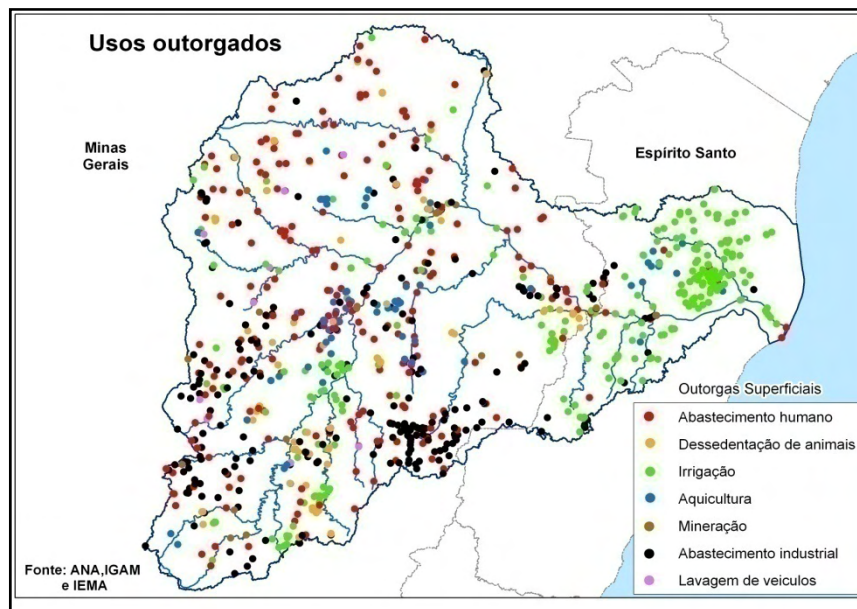 Usos outorgados
Minas
Gerais
Espírito Santo
Outorgas Superficiais
Abastecimento humano
Dessedentação de animais
Irrigação
Aquicultura
Mineração
Abastecimento industrial
Lavagem de veiculos
Fonte: ANA,IGAM
e IEMA